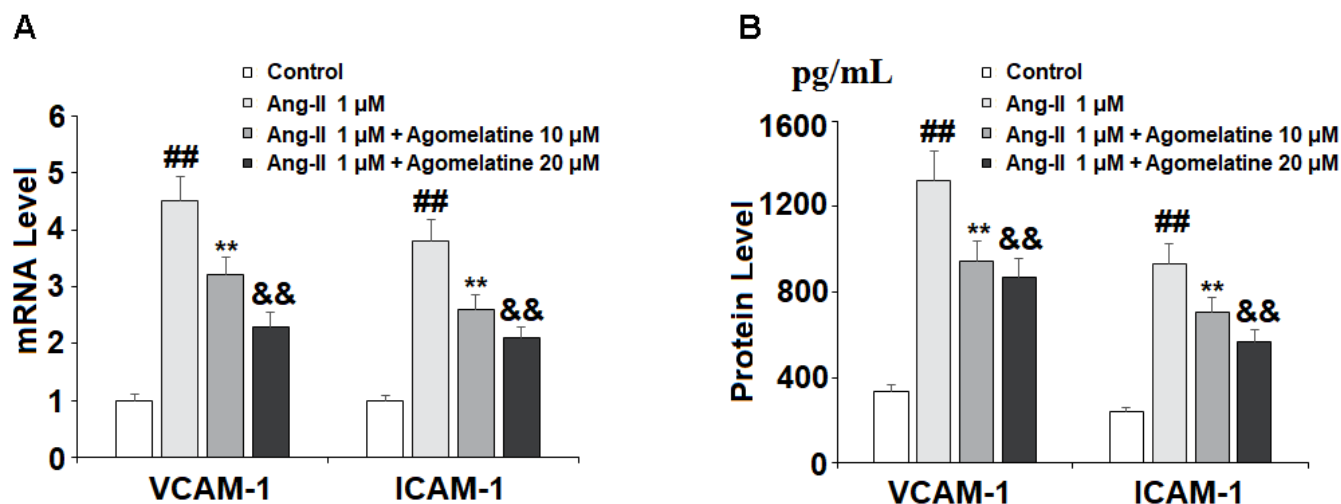 A
Control
Ang-II 1 µM
Ang-II 1 µM + Agomelatine 10 µM
Ang-II 1 µM + Agomelatine 20 µM
mRNA Level
6
5
4
3
2
1
0
##
**
&&
##
**
&&
VCAM-1
ICAM-1
B
pg/mL
Control
Ang-II 1 µM
Ang-II 1 µM + Agomelatine 10 µM
Ang-II 1 µM + Agomelatine 20 µM
Protein Level
1600
1200
800
400
0
##
**
&&
##
**
&&
VCAM-1
ICAM-1